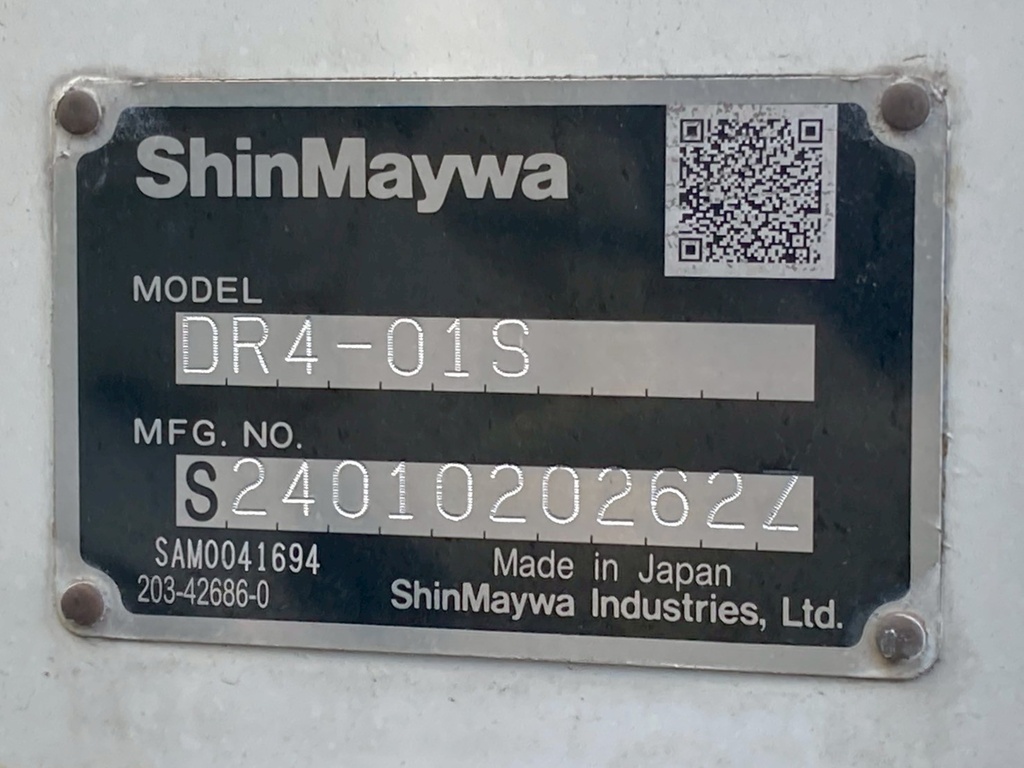 ShinMaywa
MODEL
DR4-01S
MFG. NO.
S2401020262Z
SAM0041694
203-42686-0
Made in Japan
ShinMaywa Industries, Ltd.